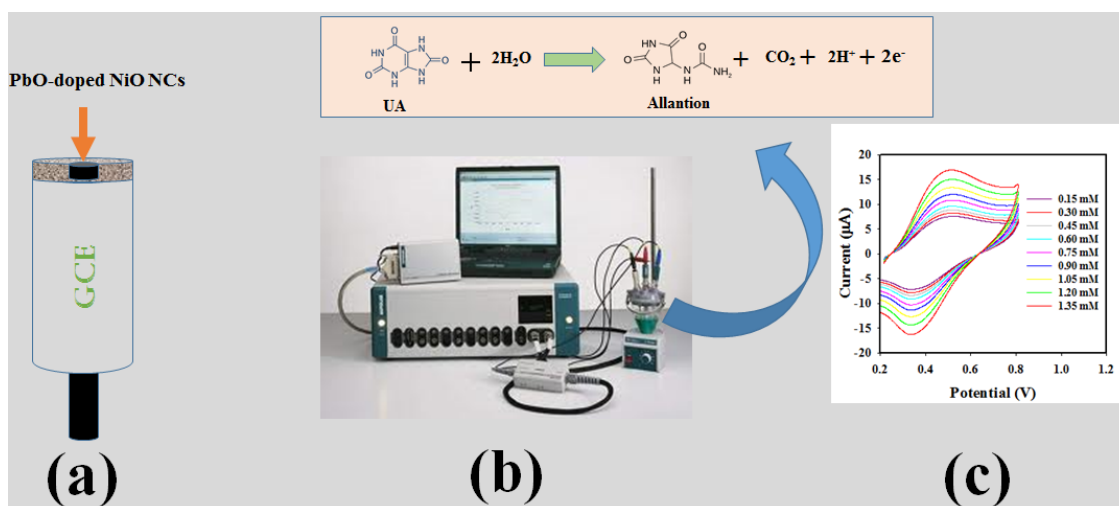 PbO-doped NiO NCs
GCE
(a)
O
HN
O
N
H
H
N
O
N
H
UA
+ 2H₂O
HN
O
O
N
H
N
H
O
NH₂
Allantion
+ CO₂ + 2H⁺ + 2e⁻
(b)
Current (µA)
20
15
10
5
0
-5
-10
-15
-20
0.2 0.4 0.6 0.8 1.0 1.2
Potential (V)
0.15 mM
0.30 mM
0.45 mM
0.60 mM
0.75 mM
0.90 mM
1.05 mM
1.20 mM
1.35 mM
(c)